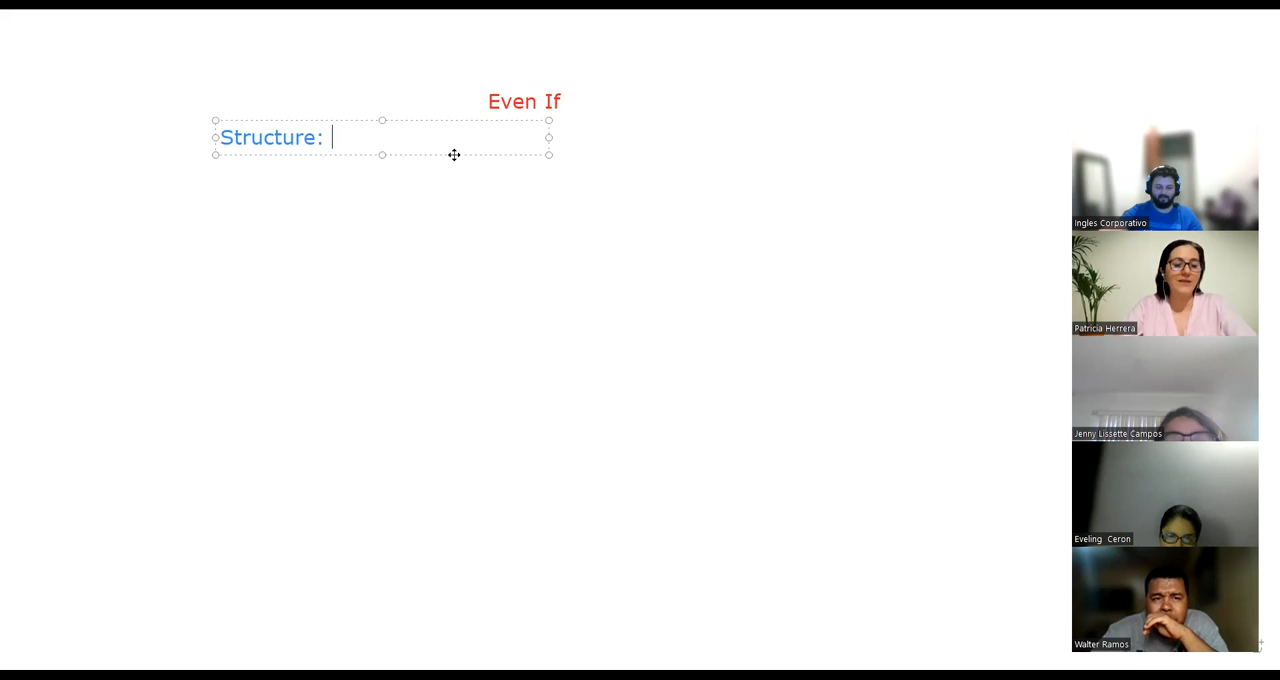 Even If
Structure:
Ingles Corporativo
Patricia Herrera
Jenny Lissette Campos
Eveling Ceron
Walter Ramos